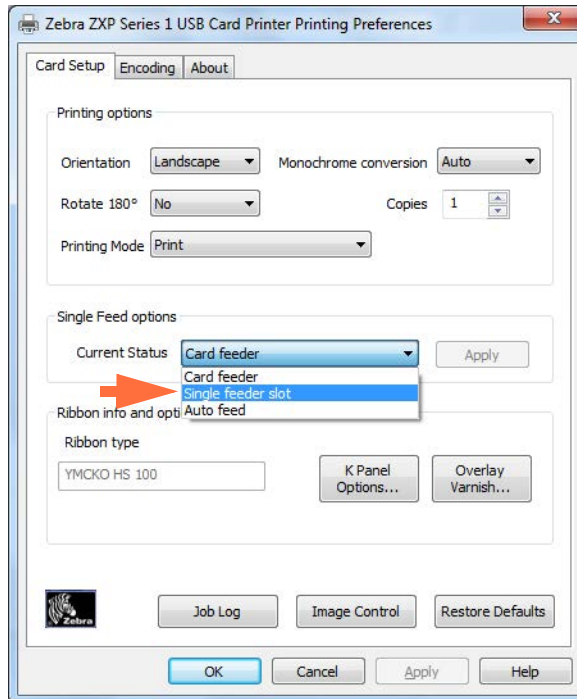 Zebra ZXP Series 1 USB Card Printer Printing Preferences
Card Setup Encoding About
Printing options
Orientation Landscape Monochrome conversion Auto
Rotate 180° No Copies 1
Printing Mode Print
Single Feed options
Current Status Card feeder Apply
Card feeder
Single feeder slot
Auto feed
Ribbon info and opti
Ribbon type
YMCKO HS 100
K Panel Options...
Overlay Varnish...
Zebra
Job Log Image Control Restore Defaults
OK Cancel Apply Help